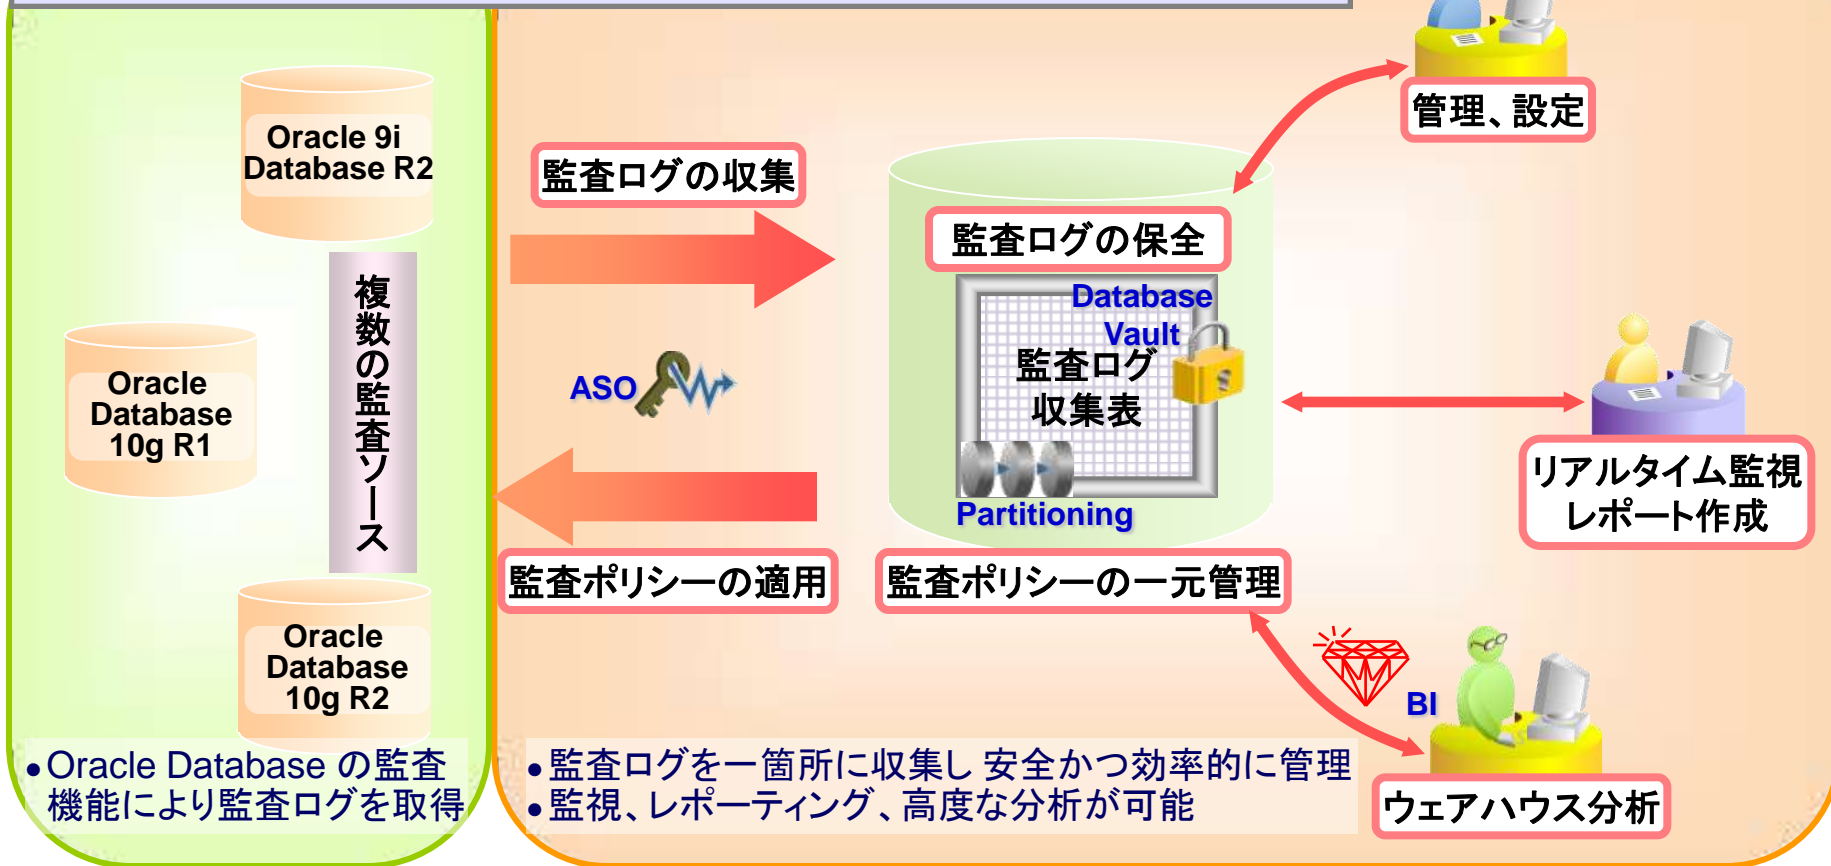 Oracle 9i
Database R2
複数の監査ソース
Oracle
Database
10g R1
Oracle
Database
10g R2
●Oracle Database の監査
機能により監査ログを取得
監査ログの収集
ASO
監査ポリシーの適用
監査ログの保全
Database
Vault
監査ログ
収集表
Partitioning
監査ポリシーの一元管理
管理、設定
リアルタイム監視
レポート作成
BI
ウェアハウス分析
●監査ログを一箇所に収集し 安全かつ効率的に管理
●監視、レポーティング、高度な分析が可能